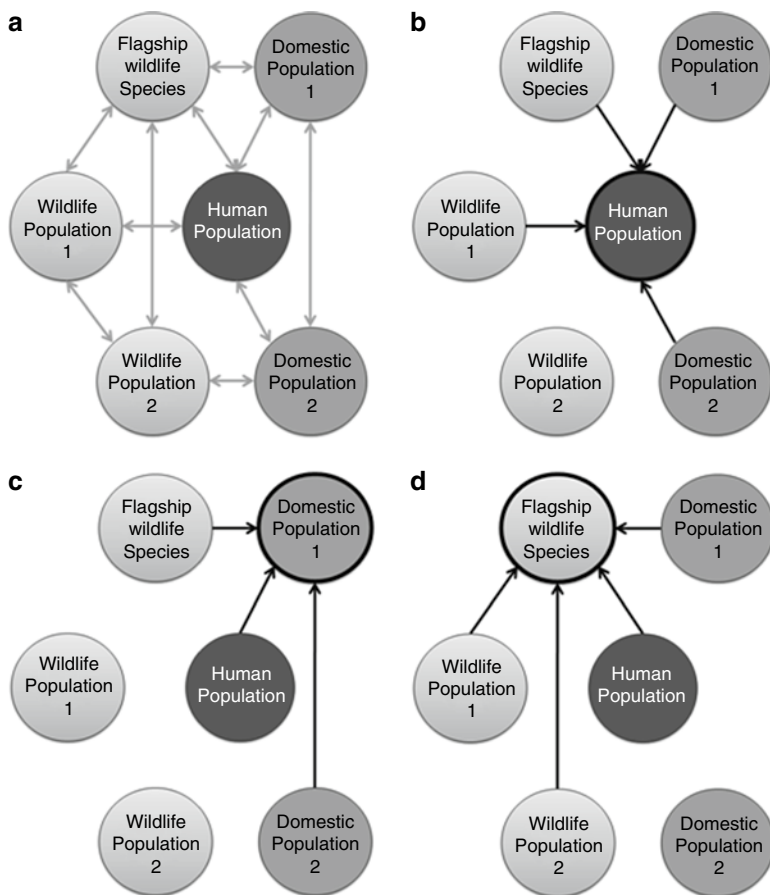 a
Flagship
wildlife
Species
Domestic
Population
1
Wildlife
Population
1
Human
Population
Wildlife
Population
2
Domestic
Population
2
b
Flagship
wildlife
Species
Domestic
Population
1
Wildlife
Population
1
Human
Population
Wildlife
Population
2
Domestic
Population
2
c
Flagship
wildlife
Species
Domestic
Population
1
Wildlife
Population
1
Human
Population
Wildlife
Population
2
Domestic
Population
2
d
Flagship
wildlife
Species
Domestic
Population
1
Wildlife
Population
1
Human
Population
Wildlife
Population
2
Domestic
Population
2